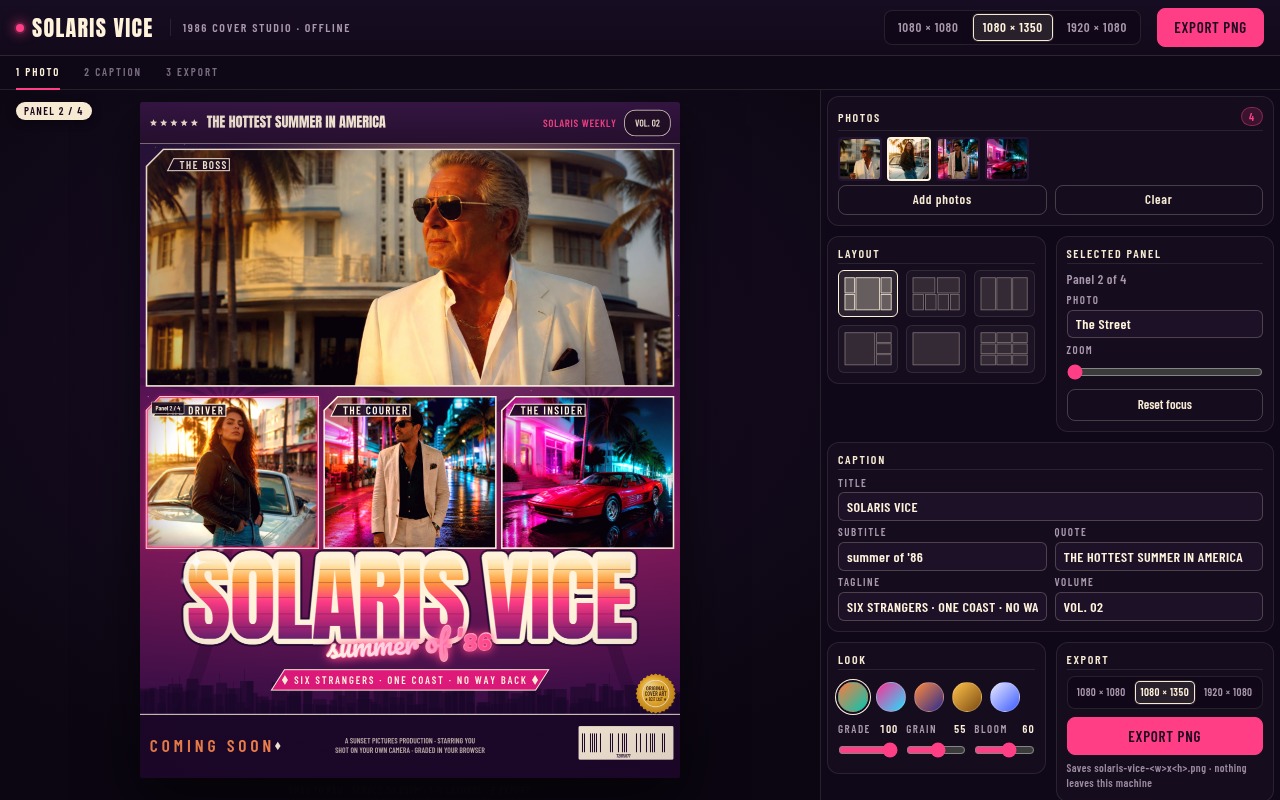 SOLARIS VICE
1986 COVER STUDIO · OFFLINE
1080 × 1080
1080 × 1350
1920 × 1080
EXPORT PNG
1 PHOTO
2 CAPTION
3 EXPORT
PANEL 2 / 4
★★★★★ THE HOTTEST SUMMER IN AMERICA
SOLARIS WEEKLY
VOL. 02
THE BOSS
Panel 2 / 4
DRIVER
THE COURIER
THE INSIDER
SOLARIS VICE
summer of '86
SIX STRANGERS · ONE COAST · NO WAY BACK
ORIGINAL
COVER ART
COMING SOON
A SUNSET PICTURES PRODUCTION · STARRING YOU
SHOT ON YOUR OWN CAMERA · GRADED IN YOUR BROWSER
PHOTOS
4
Add photos
Clear
LAYOUT
SELECTED PANEL
Panel 2 of 4
PHOTO
The Street
ZOOM
Reset focus
CAPTION
TITLE
SOLARIS VICE
SUBTITLE
QUOTE
summer of '86
THE HOTTEST SUMMER IN AMERICA
TAGLINE
VOLUME
SIX STRANGERS · ONE COAST · NO WA
VOL. 02
LOOK
GRADE 100
GRAIN 55
BLOOM 60
EXPORT
1080 × 1080
1080 × 1350
1920 × 1080
EXPORT PNG
Saves solaris-vice-<w>x<h>.png · nothing
leaves this machine